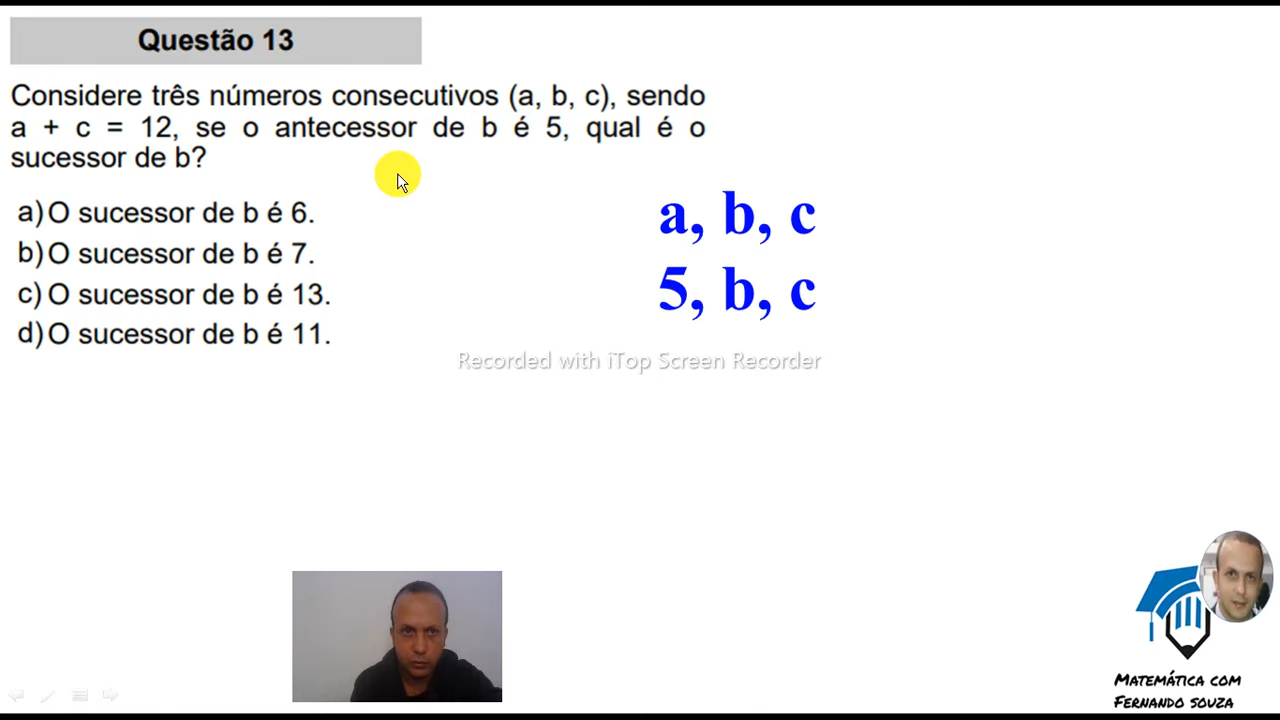 Questão 13
Considere três números consecutivos (a, b, c), sendo
a + c = 12, se o antecessor de b é 5, qual é o
sucessor de b?
a) O sucessor de b é 6.
b) O sucessor de b é 7.
c) O sucessor de b é 13.
d) O sucessor de b é 11.
a, b, c
5, b, c
Recorded with iTop Screen Recorder
Matemática com
Fernando souza